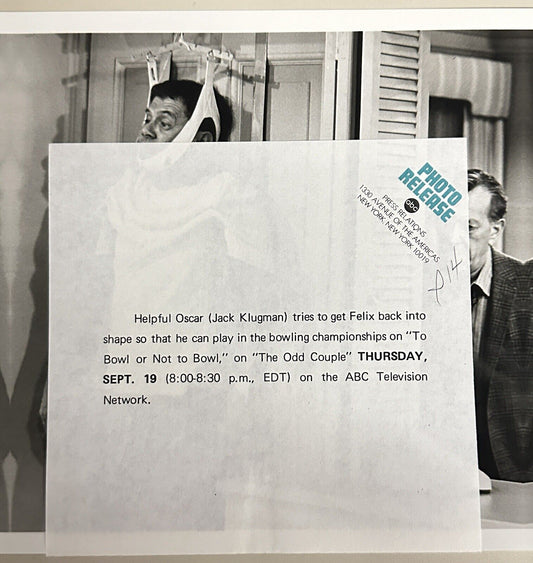 PHOTO
RELEASE
abc
PRESS RELATIONS
1330 AVENUE OF THE AMERICAS
NEW YORK, NEW YORK 10019
P14
Helpful Oscar (Jack Klugman) tries to get Felix back into
shape so that he can play in the bowling championships on "To
Bowl or Not to Bowl," on "The Odd Couple" THURSDAY,
SEPT. 19 (8:00-8:30 p.m., EDT) on the ABC Television
Network.